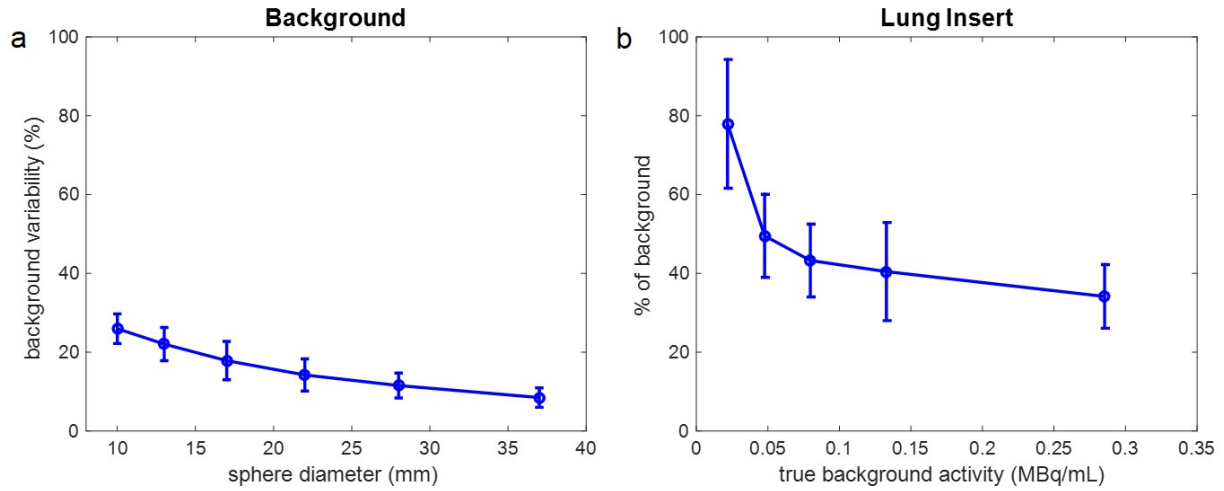 a
Background
100
80
60
40
20
0
background variability (%)
10 15 20 25 30 35 40
sphere diameter (mm)
b
Lung Insert
100
80
60
40
20
0
% of background
0 0.05 0.1 0.15 0.2 0.25 0.3 0.35
true background activity (MBq/mL)